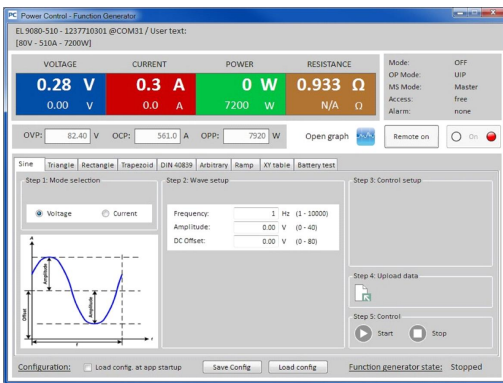 PC Power Control - Function Generator
EL 9080-510 - 1237710301 @COM31 / User text:
[80V - 510A - 7200W]
VOLTAGE CURRENT POWER RESISTANCE
0.28 V 0.3 A 0 W 0.933 Ω
0.00 V 0.0 A 7200 W N/A Ω
Mode: OFF
OP Mode: UIP
MS Mode: Master
Access: free
Alarm: none
OVP: 82.40 V OCP: 561.0 A OPP: 7920 W Open graph Remote on On
Sine Triangle Rectangle Trapezoid DIN 40839 Arbitrary Ramp XY table Battery test
Step 1: Mode selection
Voltage Current
Step 2: Wave setup
Frequency: 1 Hz (1 - 10000)
Amplitude: 0.00 V (0 - 40)
DC Offset: 0.00 V (0 - 80)
Step 3: Control setup
A
Amplitude
Amplitude
Offset
f
t
Step 4: Upload data
Step 5: Control
Start Stop
Configuration: Load config. at app startup Save Config Load config Function generator state: Stopped